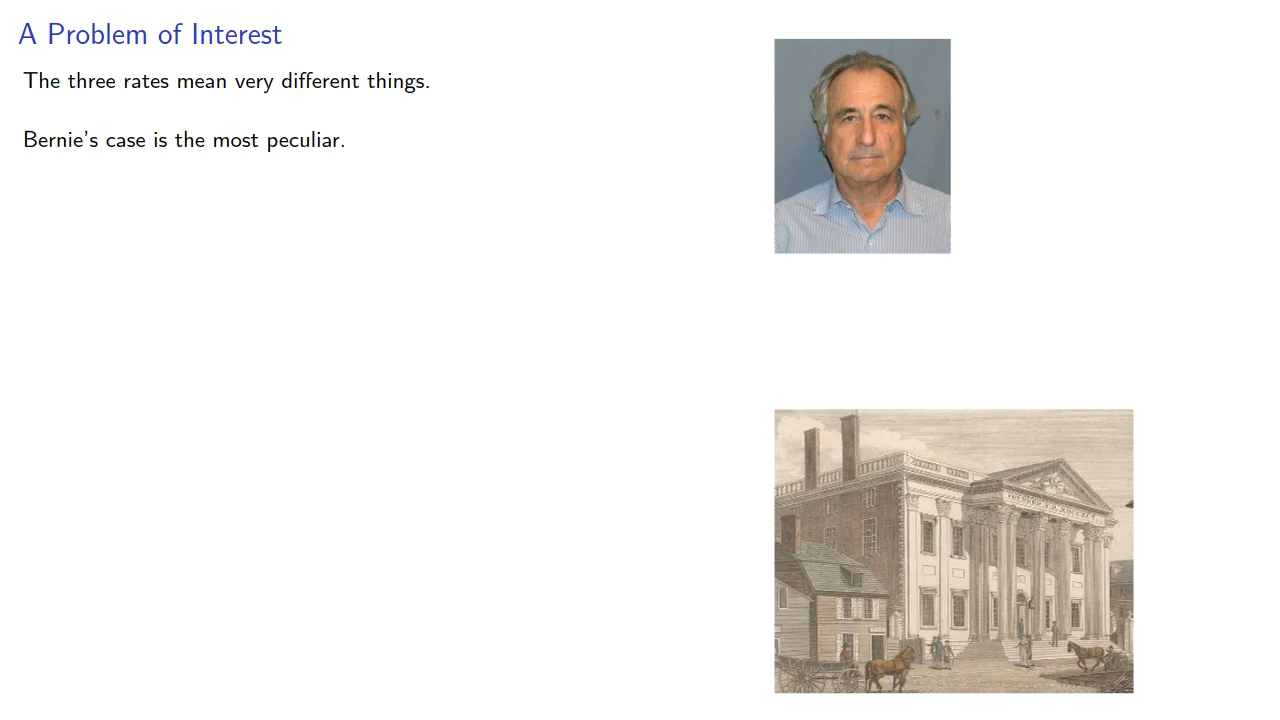 A Problem of Interest
The three rates mean very different things.
Bernie's case is the most peculiar.